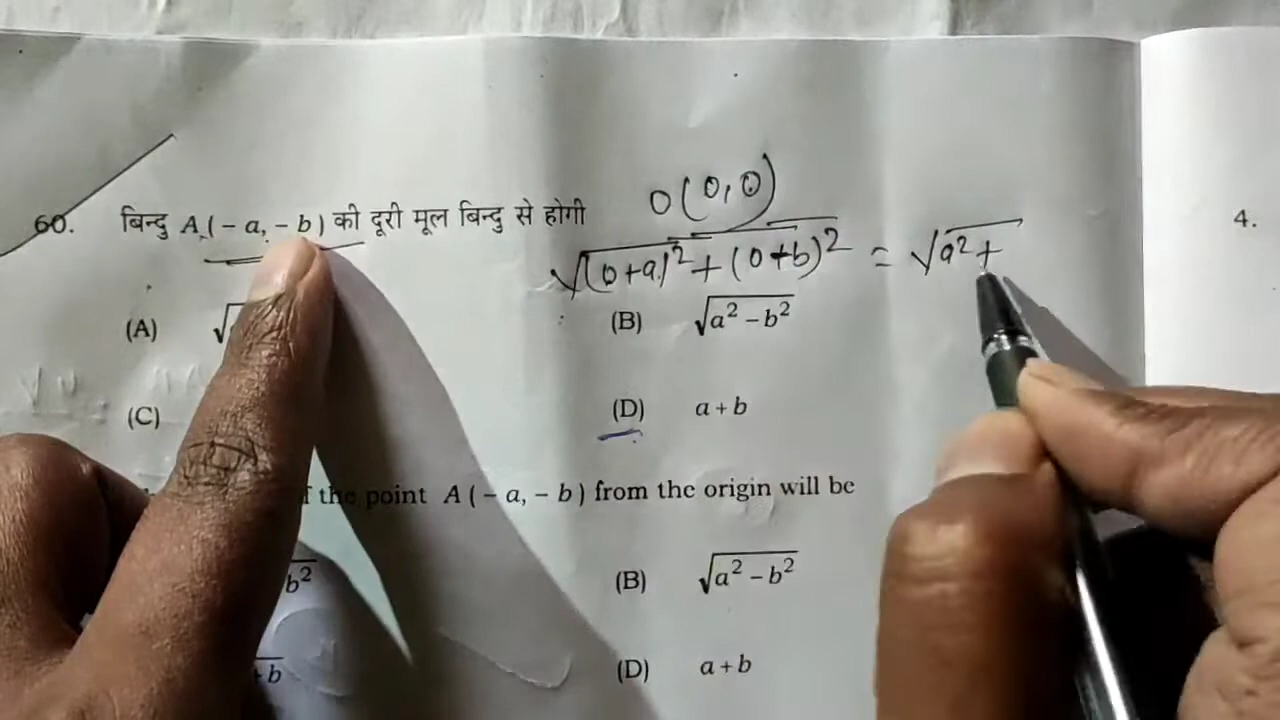 O(0,0)
60. बिन्दु A (– a, – b) की दूरी मूल बिन्दु से होगी
√(0+a)²+(0+b)² = √a²+
4.
(A) √ (B) √a² – b²
(C) (D) a + b
the point A (– a, – b) from the origin will be
b² (B) √a² – b²
+ b (D) a + b